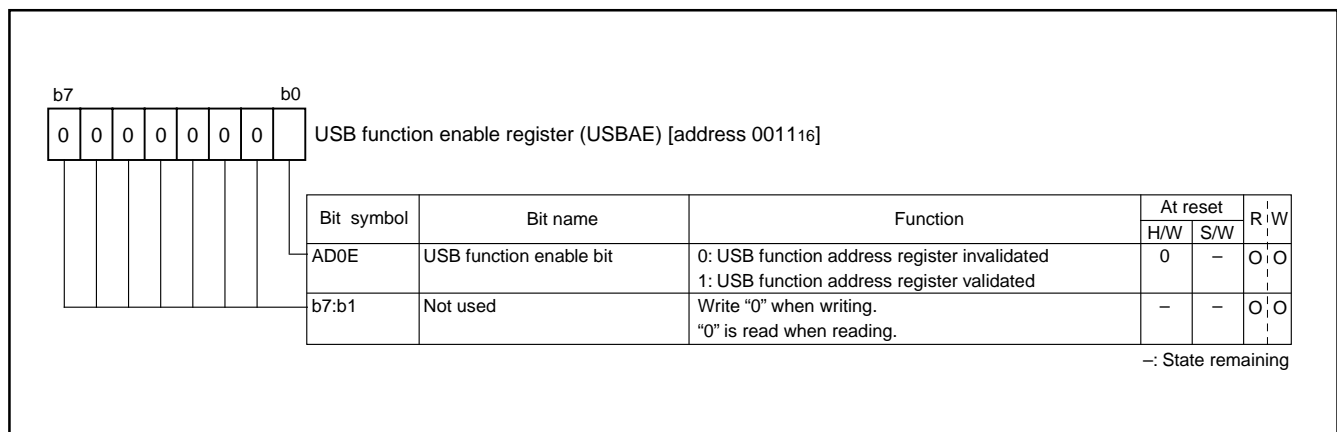 b7 b0
0 0 0 0 0 0 0 USB function enable register (USBAE) [address 001116]
Bit symbol Bit name Function At reset R W
H/W S/W
AD0E USB function enable bit 0: USB function address register invalidated 0 – O O
1: USB function address register validated
b7:b1 Not used Write “0” when writing. – – O O
“0” is read when reading.
–: State remaining